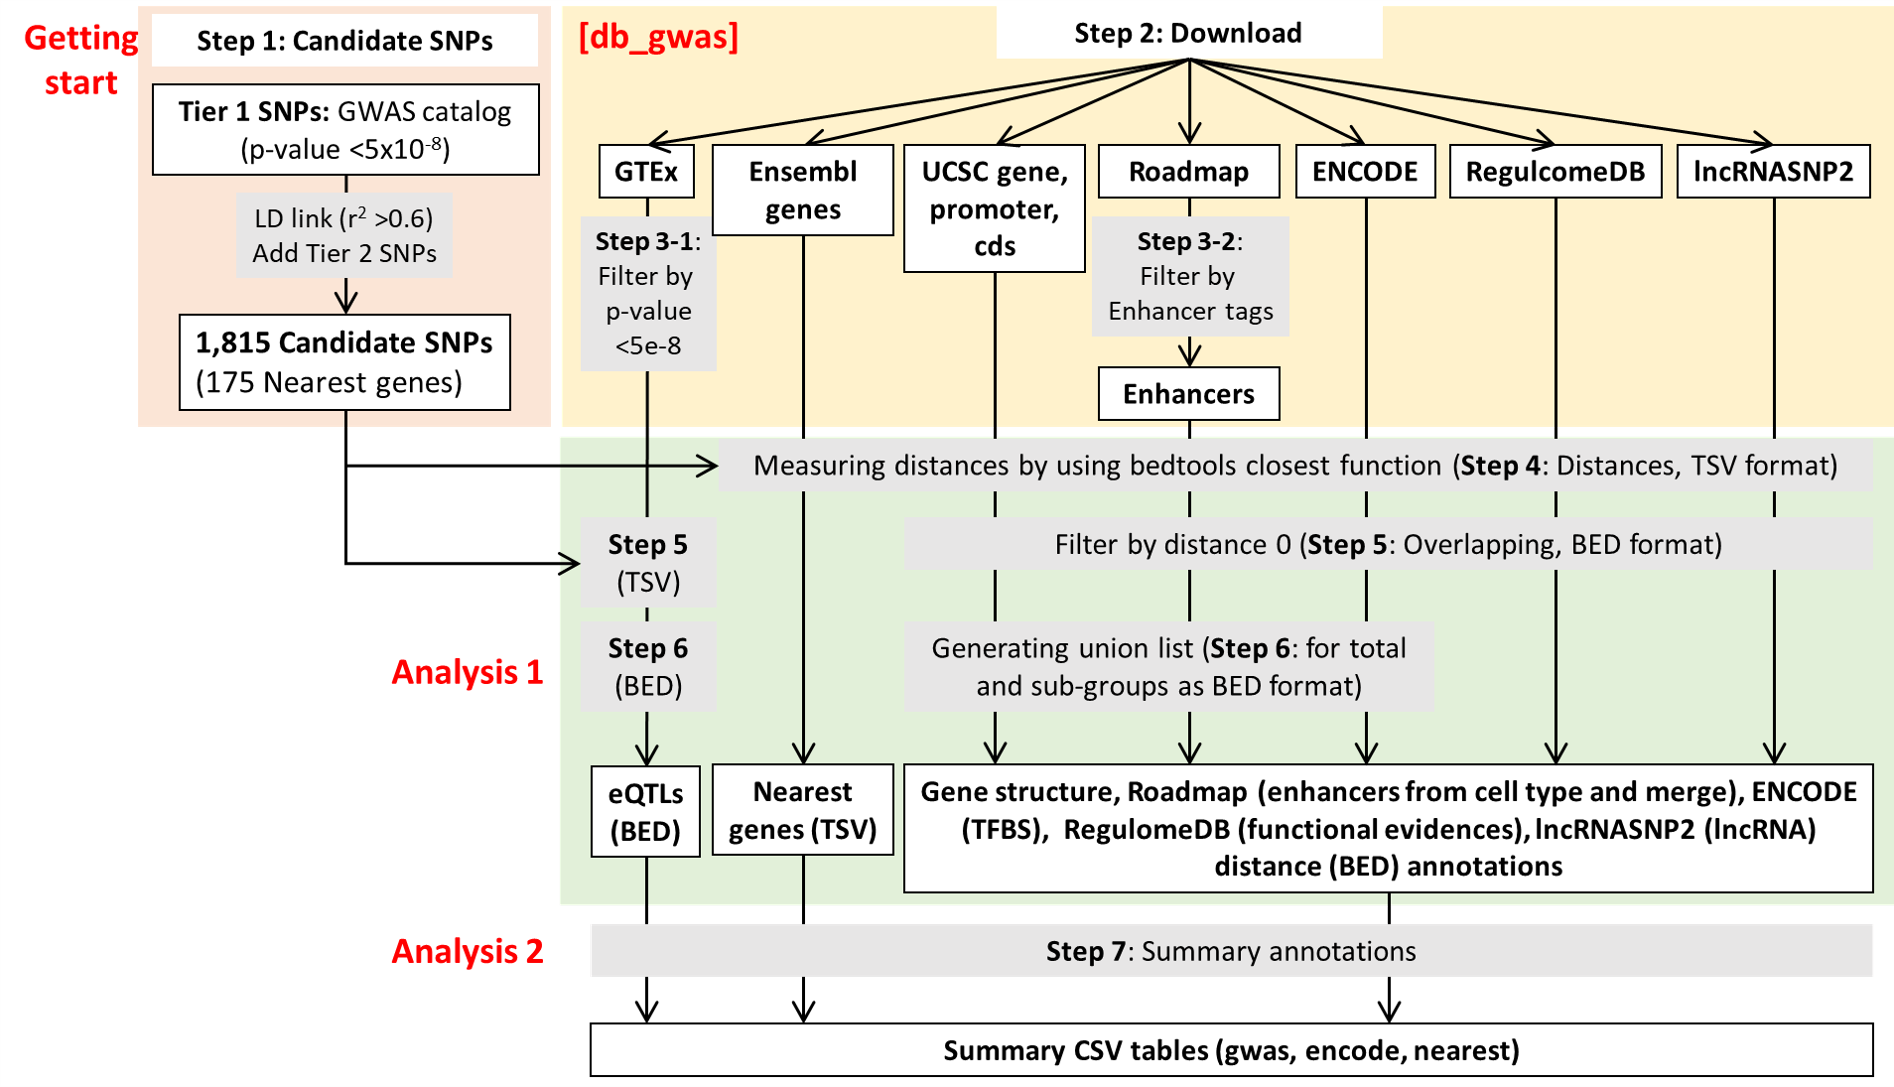 Getting
start
Step 1: Candidate SNPs
Tier 1 SNPs: GWAS catalog
(p-value <5x10-8)
LD link (r2 >0.6)
Add Tier 2 SNPs
1,815 Candidate SNPs
(175 Nearest genes)
[db_gwas]
Step 2: Download
GTEx
Ensembl
genes
UCSC gene,
promoter,
cds
Roadmap
ENCODE
RegulcomeDB
lncRNASNP2
Step 3-1:
Filter by
p-value
<5e-8
Step 3-2:
Filter by
Enhancer tags
Enhancers
Measuring distances by using bedtools closest function (Step 4: Distances, TSV format)
Step 5
(TSV)
Filter by distance 0 (Step 5: Overlapping, BED format)
Analysis 1
Step 6
(BED)
Generating union list (Step 6: for total
and sub-groups as BED format)
eQTLs
(BED)
Nearest
genes (TSV)
Gene structure, Roadmap (enhancers from cell type and merge), ENCODE
(TFBS), RegulomeDB (functional evidences), lncRNASNP2 (lncRNA)
distance (BED) annotations
Analysis 2
Step 7: Summary annotations
Summary CSV tables (gwas, encode, nearest)